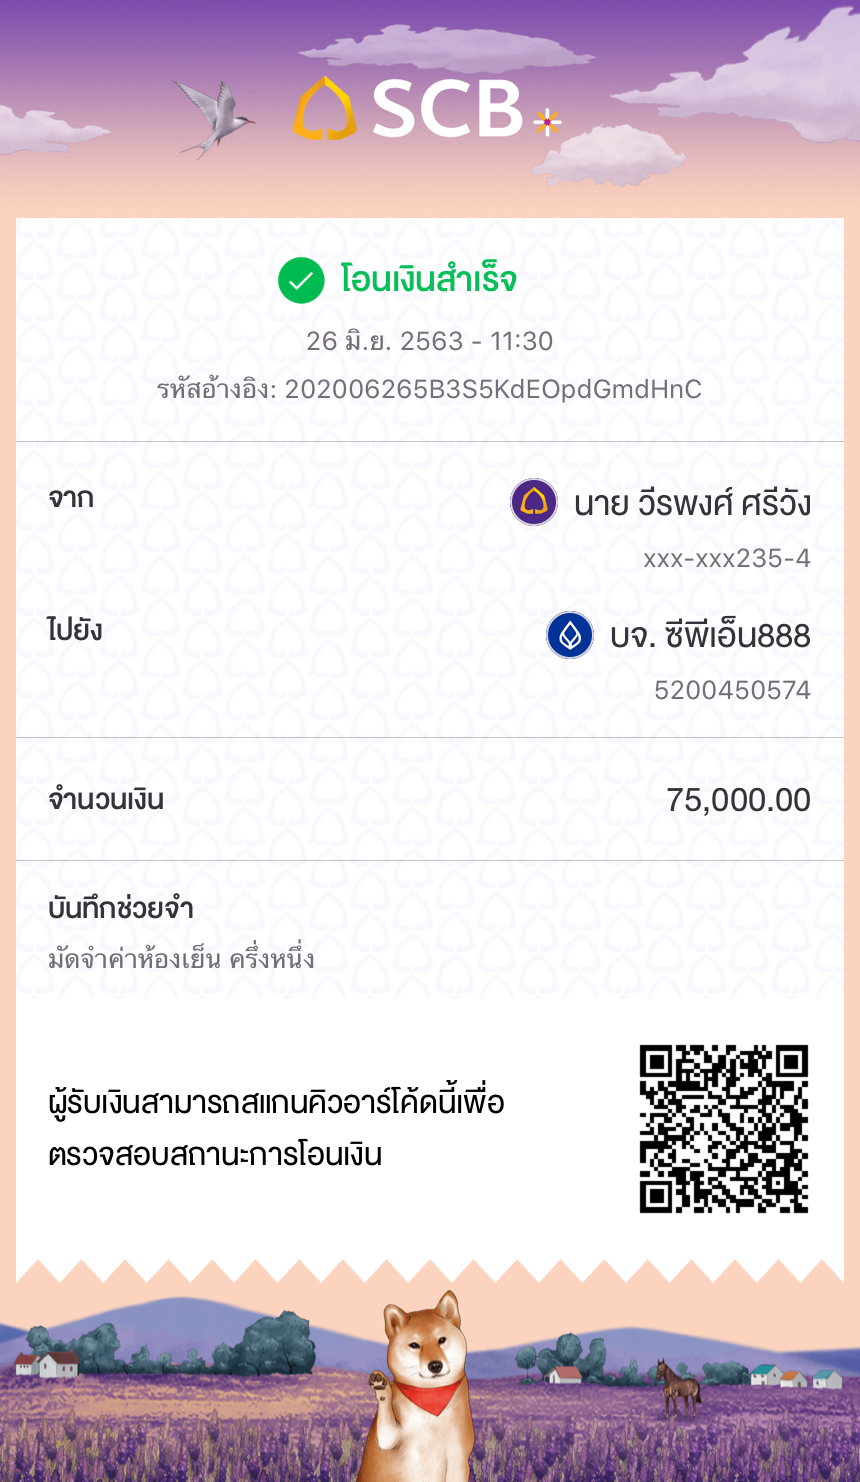 SCB
โอนเงินสำเร็จ
26 มิ.ย. 2563 - 11:30
รหัสอ้างอิง: 202006265B3S5KdEOpdGmdHnC
จาก
นาย วีรพงศ์ ศรีวัง
xxx-xxx235-4
ไปยัง
บจ. ซีพีเอ็น888
5200450574
จำนวนเงิน
75,000.00
บันทึกช่วยจำ
มัดจำค่าห้องเย็น ครึ่งหนึ่ง
ผู้รับเงินสามารถสแกนคิวอาร์โค้ดนี้เพื่อ
ตรวจสอบสถานะการโอนเงิน